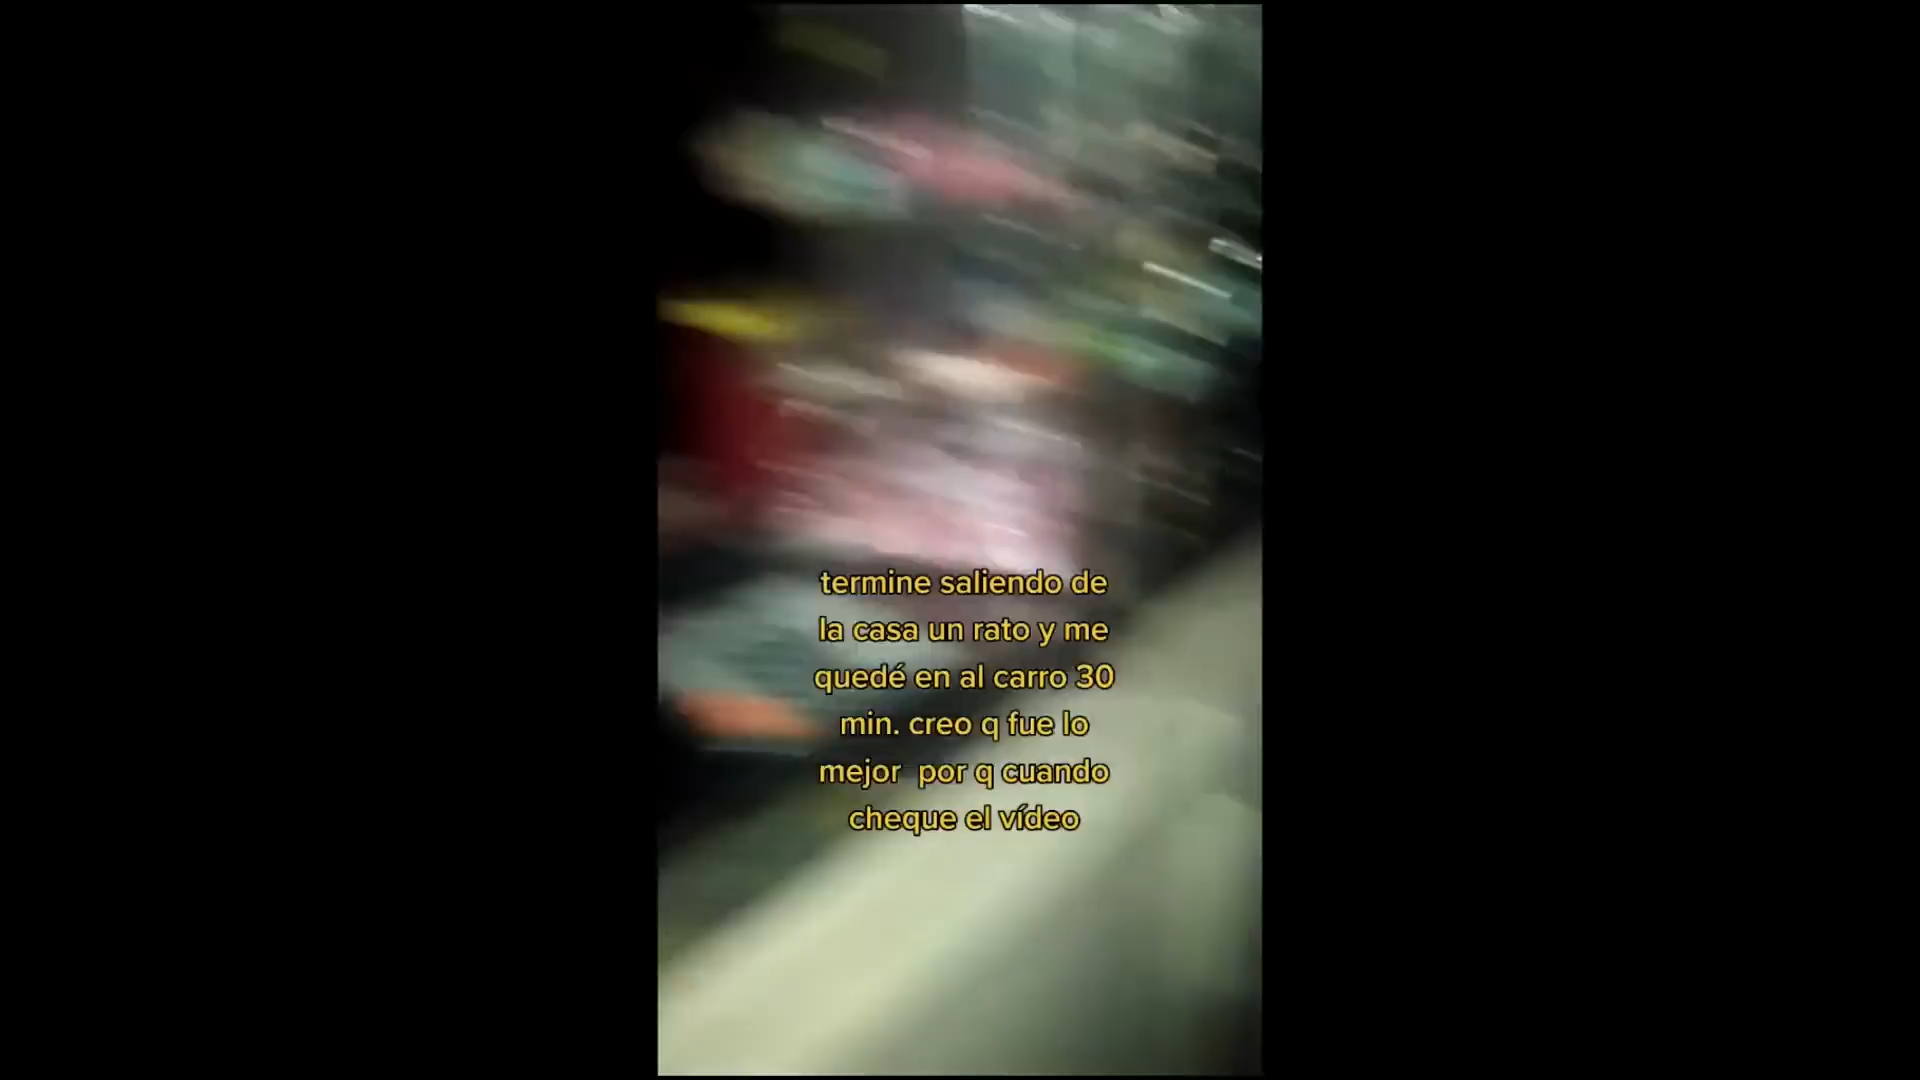 termine saliendo de
la casa un rato y me
quedé en al carro 30
min. creo q fue lo
mejor  por q cuando
cheque el vídeo